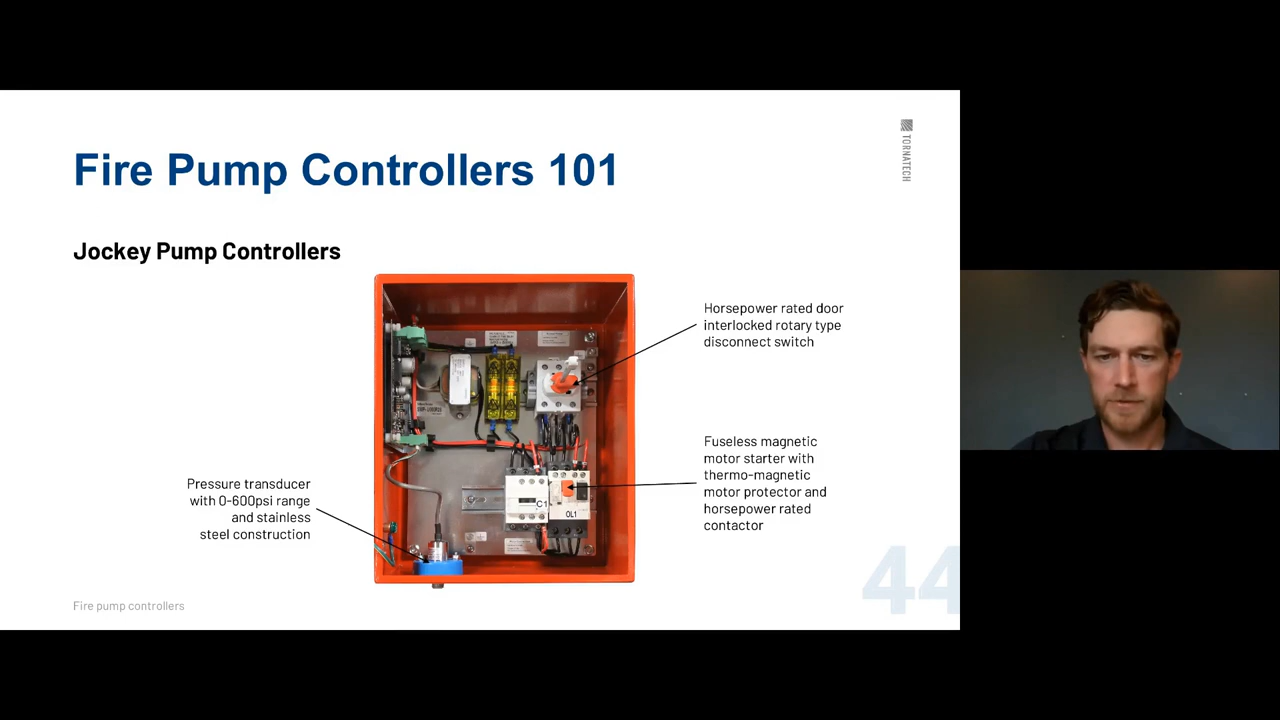 TORNATECH
Fire Pump Controllers 101
Jockey Pump Controllers
Horsepower rated door
interlocked rotary type
disconnect switch
Fuseless magnetic
motor starter with
thermo-magnetic
motor protector and
horsepower rated
contactor
Pressure transducer
with 0-600psi range
and stainless
steel construction
C1
OL1
Fire pump controllers
44